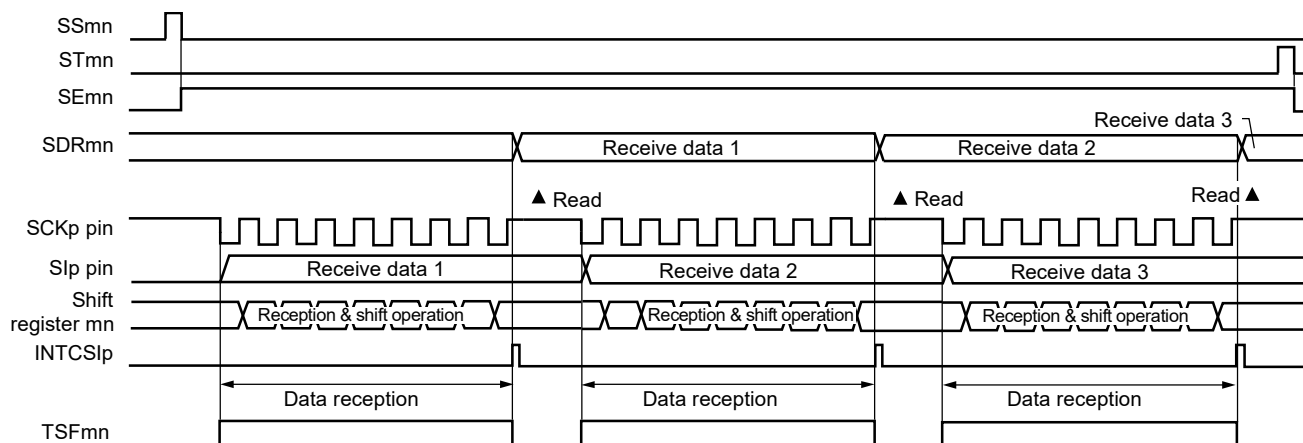 SSmn
STmn
SEmn
Receive data 3
SDRmn
Receive data 1
Receive data 2
▲ Read
▲ Read
Read ▲
SCKp pin
SIp pin
Receive data 1
Receive data 2
Receive data 3
Shift
register mn
Reception & shift operation
Reception & shift operation
Reception & shift operation
INTCSIp
Data reception
Data reception
Data reception
TSFmn